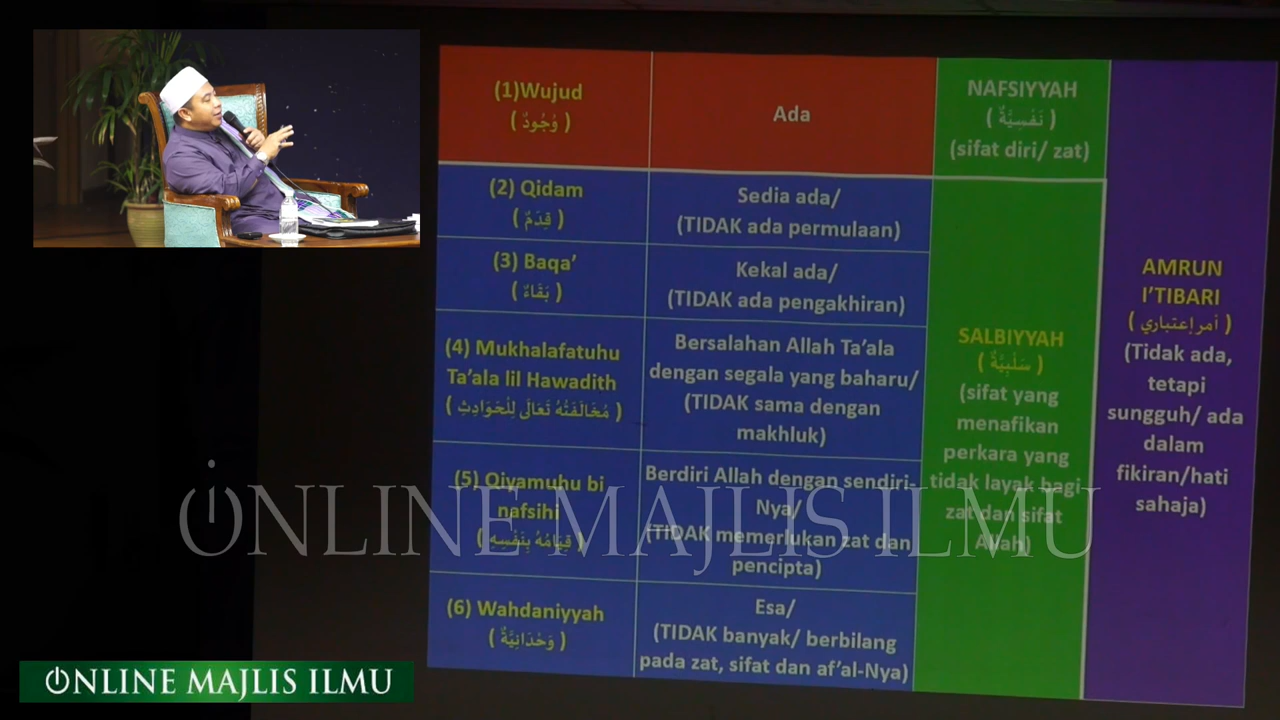 (1)Wujud
( وُجُودٌ )
Ada
NAFSIYYAH
( نَفْسِيَّةٌ )
(sifat diri/ zat)
(2) Qidam
( قِدَمٌ )
Sedia ada/
(TIDAK ada permulaan)
(3) Baqa'
( بَقَاءٌ )
Kekal ada/
(TIDAK ada pengakhiran)
(4) Mukhalafatuhu
Ta'ala lil Hawadith
( مُخَالَفَتُهُ تَعَالَى لِلْحَوَادِثِ )
Bersalahan Allah Ta'ala
dengan segala yang baharu/
(TIDAK sama dengan
makhluk)
(5) Qiyamuhu bi
nafsihi
( قِيَامُهُ بِنَفْسِهِ )
Berdiri Allah dengan sendiri-
Nya/
(TIDAK memerlukan zat dan
pencipta)
(6) Wahdaniyyah
( وَحْدَانِيَّةٌ )
Esa/
(TIDAK banyak/ berbilang
pada zat, sifat dan af'al-Nya)
SALBIYYAH
( سَلْبِيَّةٌ )
(sifat yang
menafikan
perkara yang
tidak layak bagi
zat dan sifat
Allah)
AMRUN
I'TIBARI
( أمر إعتباري )
(Tidak ada,
tetapi
sungguh/ ada
dalam
fikiran/hati
sahaja)
ONLINE MAJLIS ILMU
ONLINE MAJLIS ILMU